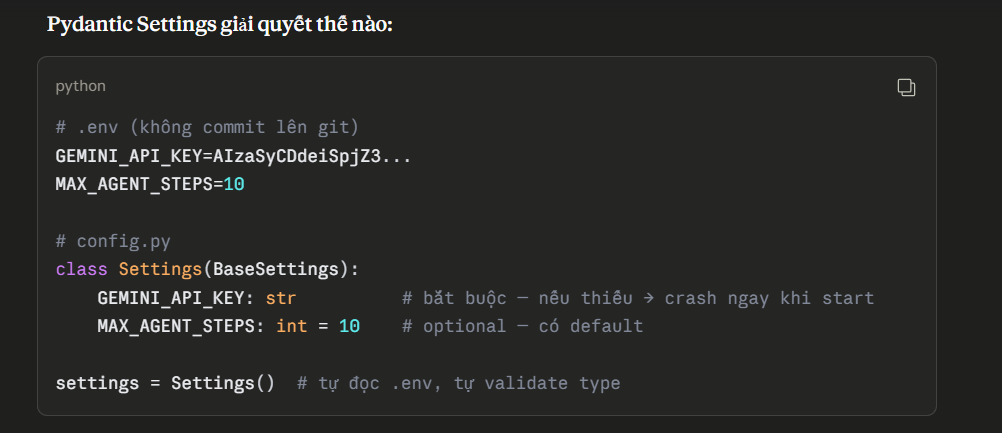 Pydantic Settings giải quyết thế nào:
python
# .env (không commit lên git)
GEMINI_API_KEY=AIzaSyCDdeiSpjZ3...
MAX_AGENT_STEPS=10
# config.py
class Settings(BaseSettings):
    GEMINI_API_KEY: str          # bắt buộc — nếu thiếu → crash ngay khi start
    MAX_AGENT_STEPS: int = 10    # optional — có default
settings = Settings()  # tự đọc .env, tự validate type